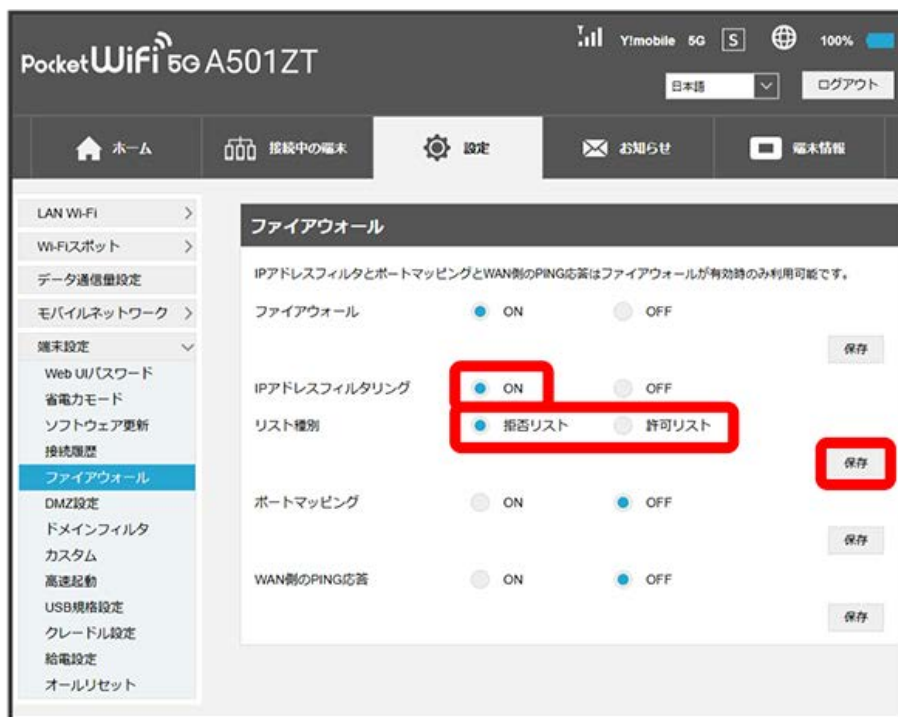 Pocket WiFi 5G A501ZT
Y!mobile 5G S 100%
日本語 ログアウト
ホーム 接続中の端末 設定 お知らせ 端末情報
LAN Wi-Fi
Wi-Fiスポット
データ通信量設定
モバイルネットワーク
端末設定
Web UIパスワード
省電力モード
ソフトウェア更新
接続履歴
ファイアウォール
DMZ設定
ドメインフィルタ
カスタム
高速起動
USB規格設定
クレードル設定
給電設定
オールリセット
ファイアウォール
IPアドレスフィルタとポートマッピングとWAN側のPING応答はファイアウォールが有効時のみ利用可能です。
ファイアウォール ON OFF
保存
IPアドレスフィルタリング ON OFF
リスト種別 拒否リスト 許可リスト
保存
ポートマッピング ON OFF
保存
WAN側のPING応答 ON OFF
保存